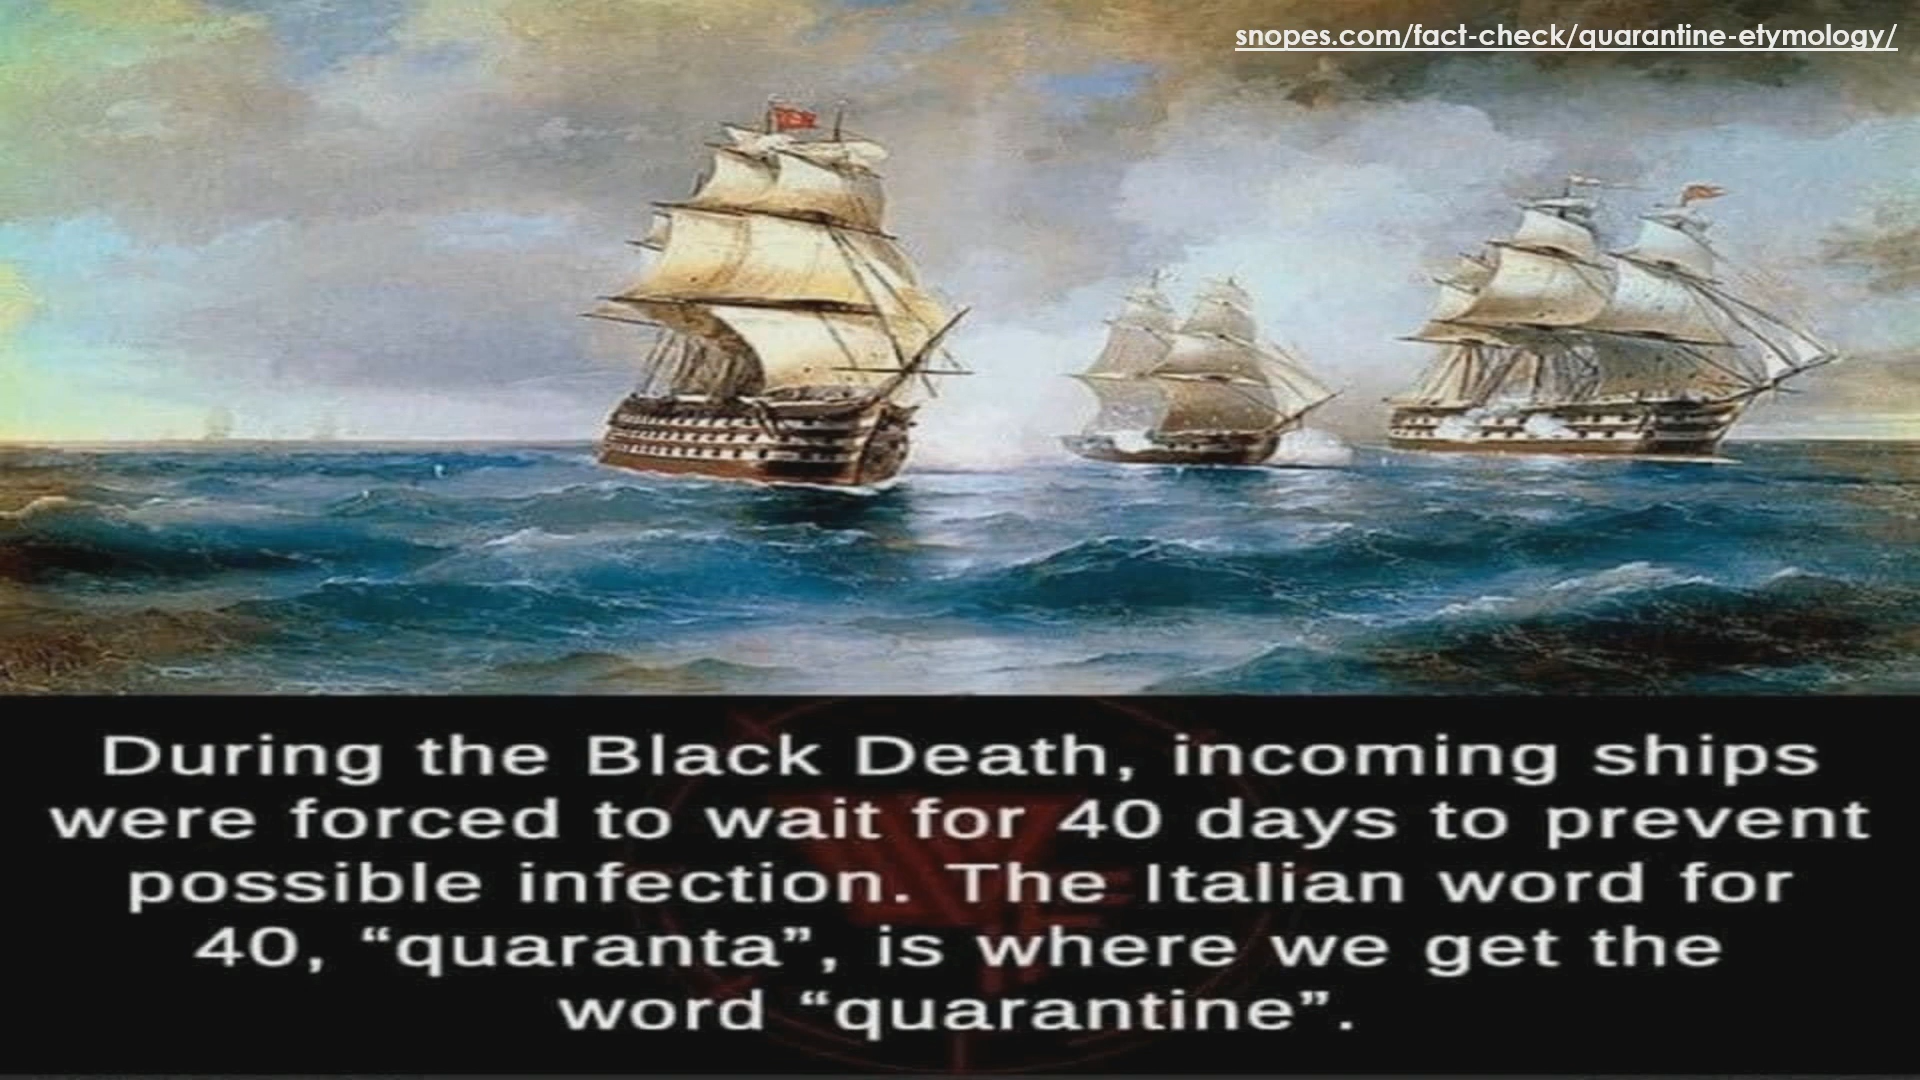 snopes.com/fact-check/quarantine-etymology/
During the Black Death, incoming ships
were forced to wait for 40 days to prevent
possible infection. The Italian word for
40, “quaranta”, is where we get the
word “quarantine”.